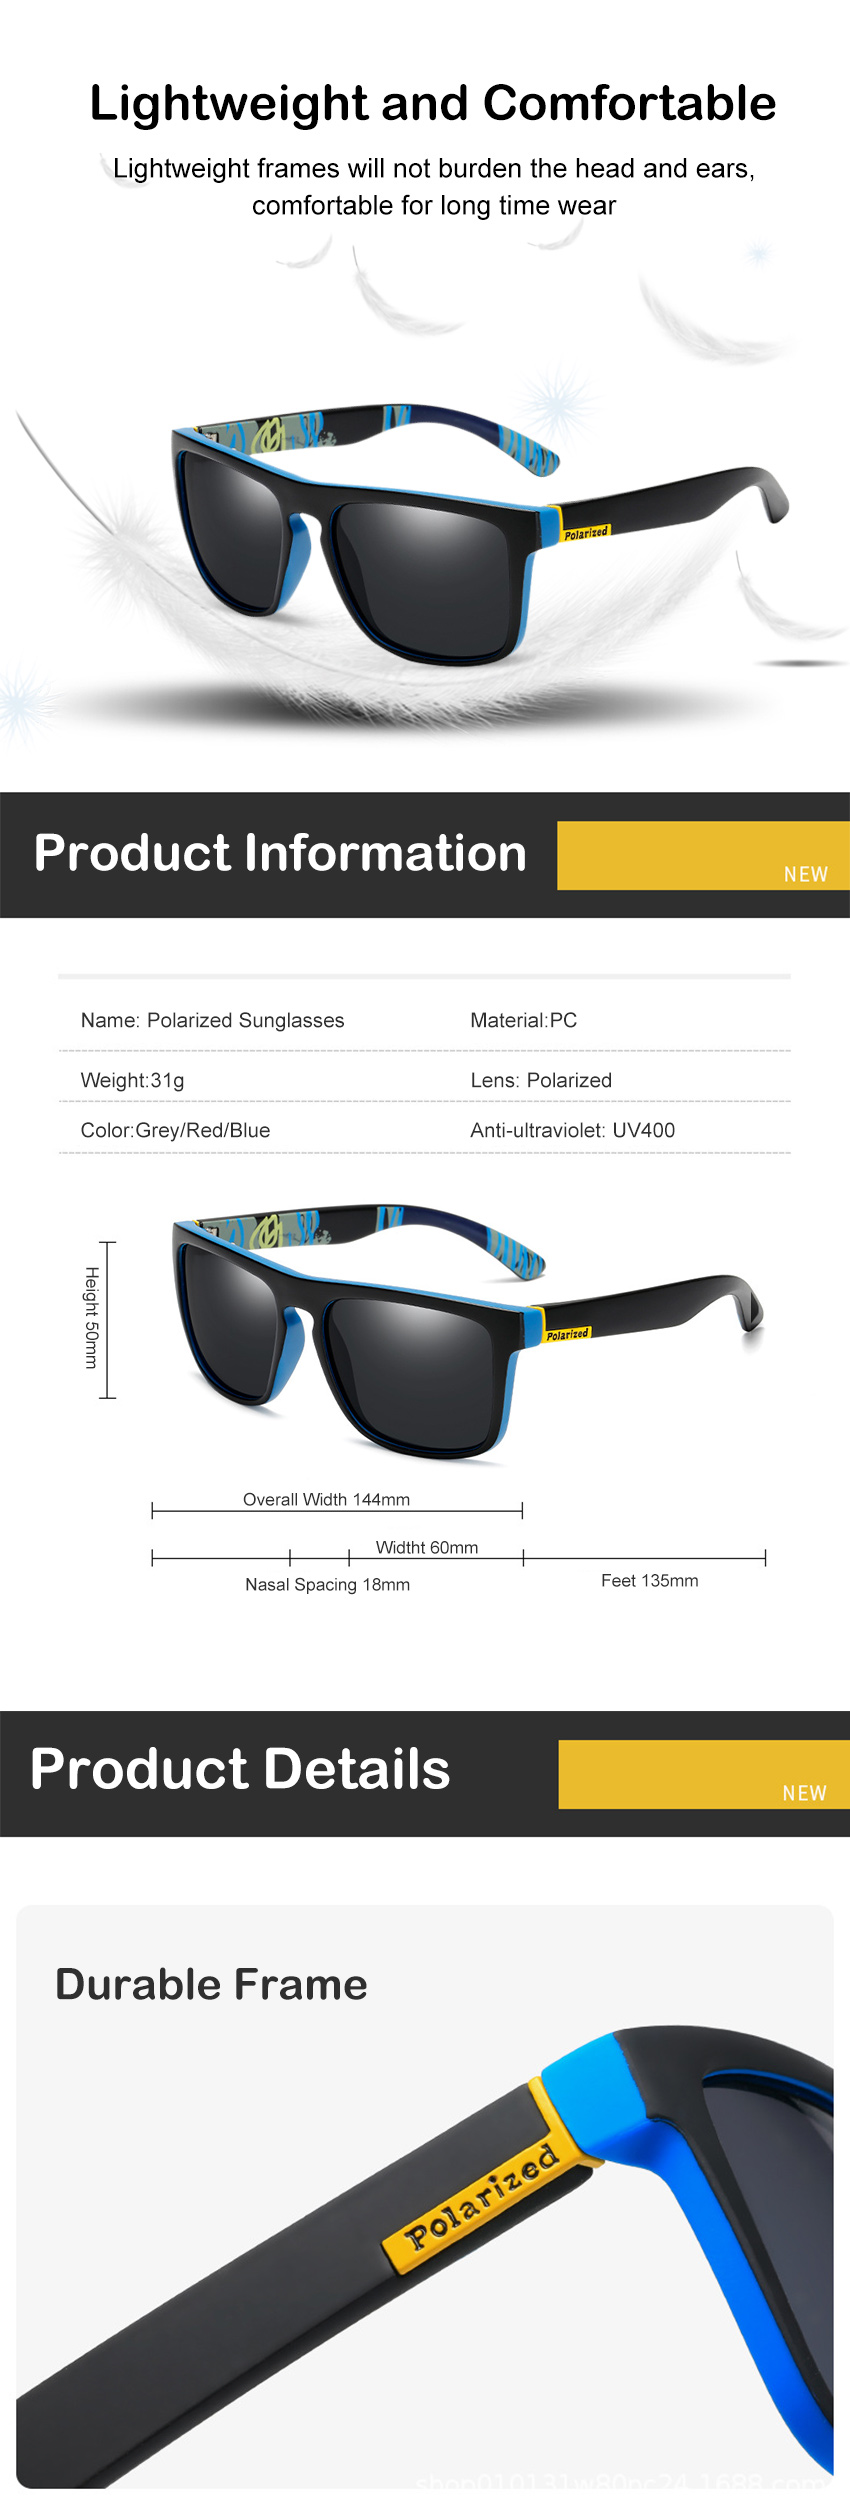 Lightweight and Comfortable
Lightweight frames will not burden the head and ears,
comfortable for long time wear
Polarized
Product Information
NEW
Name: Polarized Sunglasses
Material:PC
Weight:31g
Lens: Polarized
Color:Grey/Red/Blue
Anti-ultraviolet: UV400
Height 50mm
Polarized
Overall Width 144mm
Widtht 60mm
Nasal Spacing 18mm
Feet 135mm
Product Details
NEW
Durable Frame
Polarized